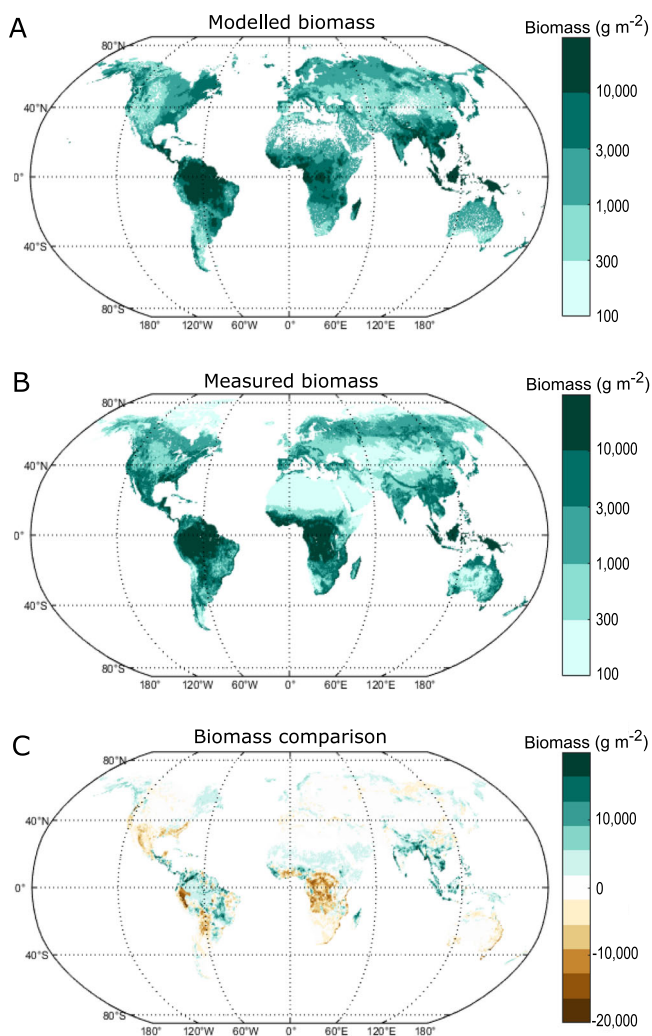 A
Modelled biomass
Biomass (g m-2)
80°N
40°N
0°
40°S
80°S
180° 120°W 60°W 0° 60°E 120°E 180°
10,000
3,000
1,000
300
100
B
Measured biomass
Biomass (g m-2)
80°N
40°N
0°
40°S
80°S
180° 120°W 60°W 0° 60°E 120°E 180°
10,000
3,000
1,000
300
100
C
Biomass comparison
Biomass (g m-2)
80°N
40°N
0°
40°S
80°S
180° 120°W 60°W 0° 60°E 120°E 180°
10,000
0
-10,000
-20,000